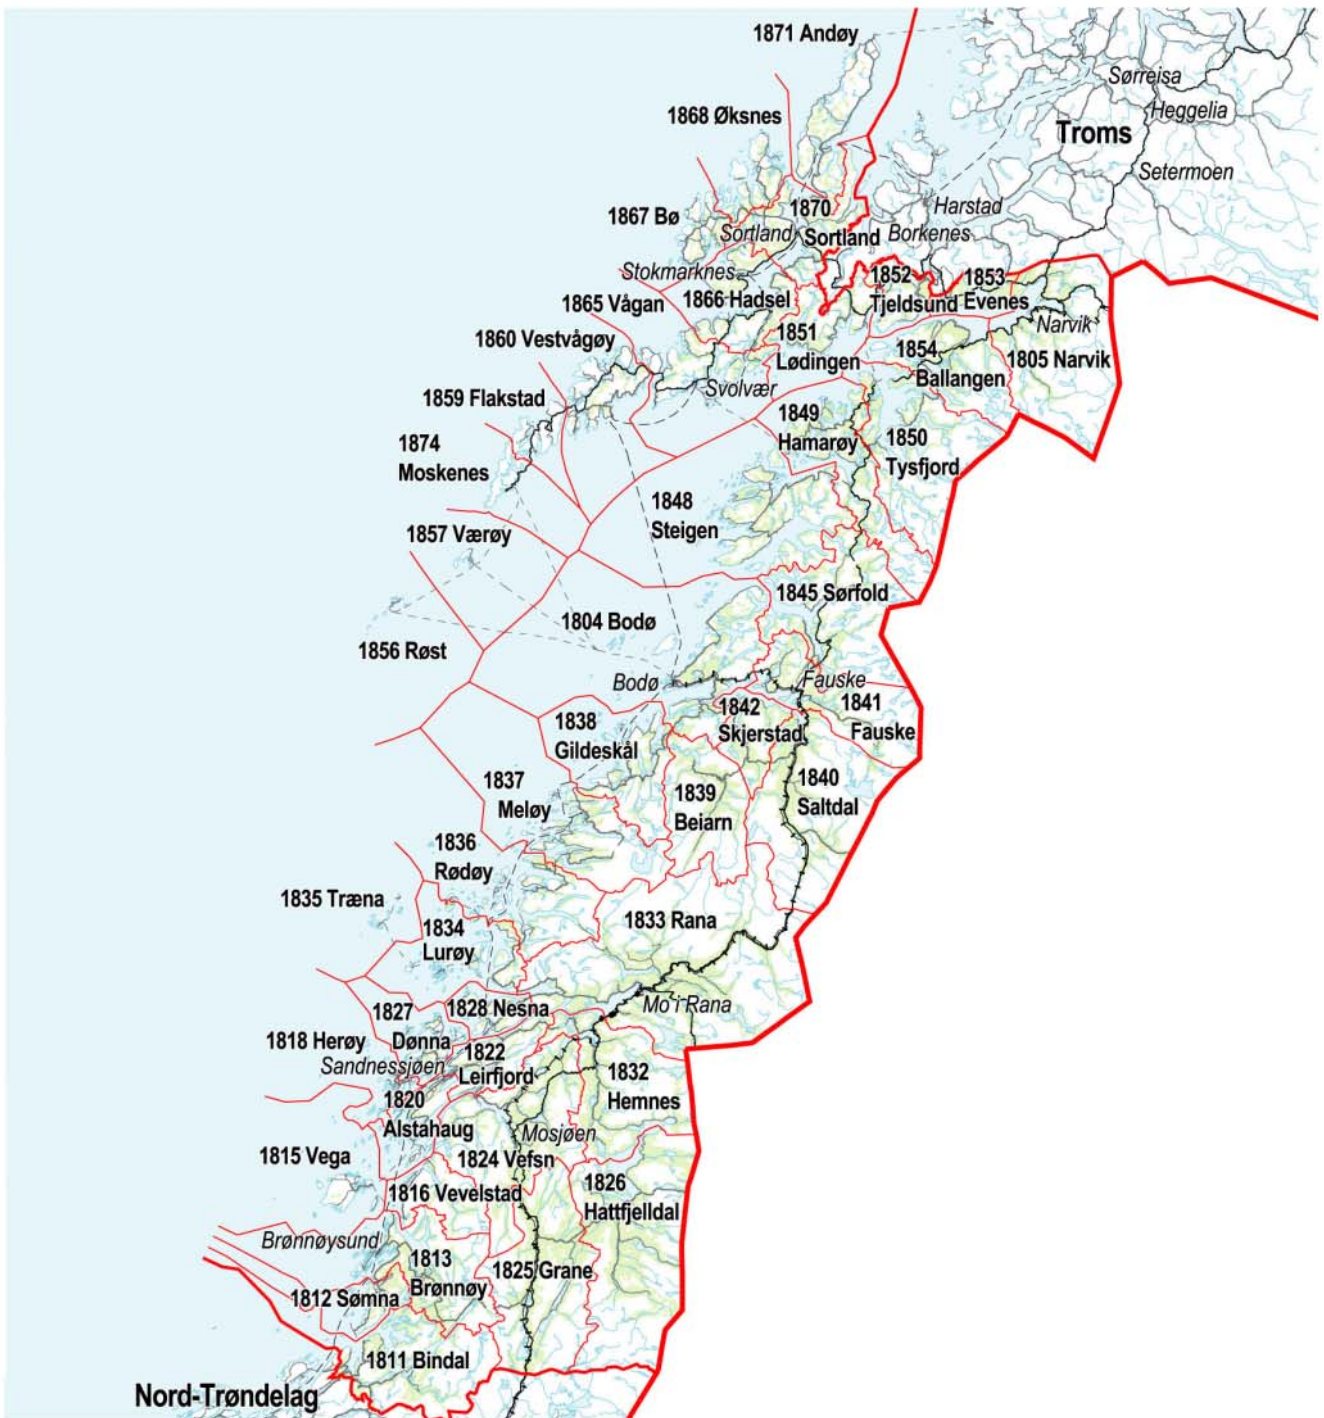 1871 Andøy
Sørreisa
1868 Øksnes
Heggelia
Troms
Setermoen
1867 Bø
1870
Sortland
Sortland
Harstad
Borkenes
Stokmarknes
1852
Tjeldsund
1853
Evenes
1865 Vågan
1866 Hadsel
1851
Lødingen
Narvik
1860 Vestvågøy
1854
Ballangen
1805 Narvik
Svolvær
1859 Flakstad
1849
Hamarøy
1874
Moskenes
1850
Tysfjord
1848
Steigen
1857 Værøy
1845 Sørfold
1804 Bodø
1856 Røst
Bodø
Fauske
1842
Skjerstad
1841
Fauske
1838
Gildeskål
1837
Meløy
1839
Beiarn
1840
Saltdal
1836
Rødøy
1835 Træna
1834
Lurøy
1833 Rana
1827
Dønna
1828 Nesna
Mo i Rana
1818 Herøy
1822
Leirfjord
Sandnessjøen
1832
Hemnes
1820
Alstahaug
Mosjøen
1815 Vega
1824 Vefsn
1816 Vevelstad
1826
Hattfjelldal
Brønnøysund
1813
Brønnøy
1825 Grane
1812 Sømna
1811 Bindal
Nord-Trøndelag